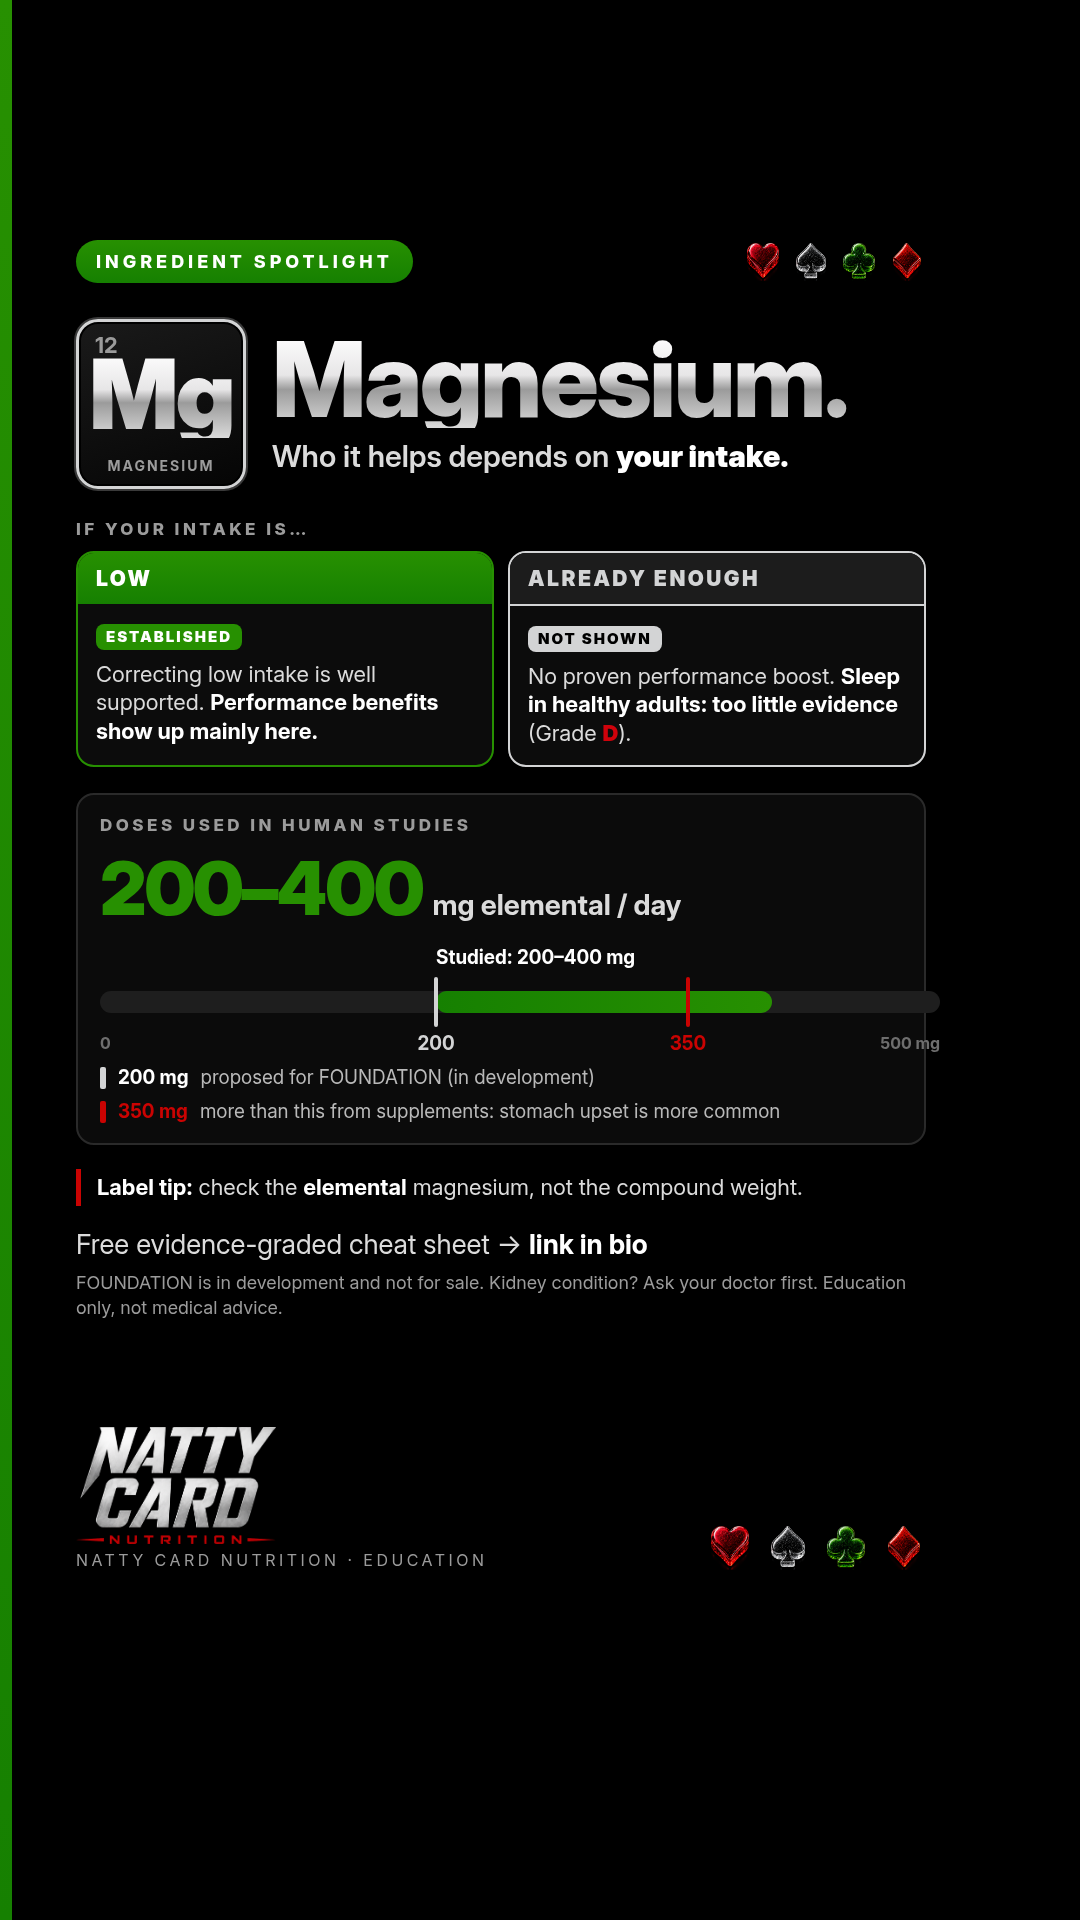 INGREDIENT SPOTLIGHT
12
Mg
MAGNESIUM
Magnesium.
Who it helps depends on your intake.
IF YOUR INTAKE IS...
LOW
ESTABLISHED
Correcting low intake is well
supported. Performance benefits
show up mainly here.
ALREADY ENOUGH
NOT SHOWN
No proven performance boost. Sleep
in healthy adults: too little evidence
(Grade D).
DOSES USED IN HUMAN STUDIES
200–400 mg elemental / day
Studied: 200–400 mg
0 200 350 500 mg
200 mg proposed for FOUNDATION (in development)
350 mg more than this from supplements: stomach upset is more common
Label tip: check the elemental magnesium, not the compound weight.
Free evidence-graded cheat sheet → link in bio
FOUNDATION is in development and not for sale. Kidney condition? Ask your doctor first. Education
only, not medical advice.
NATTY
CARD
NUTRITION
NATTY CARD NUTRITION · EDUCATION